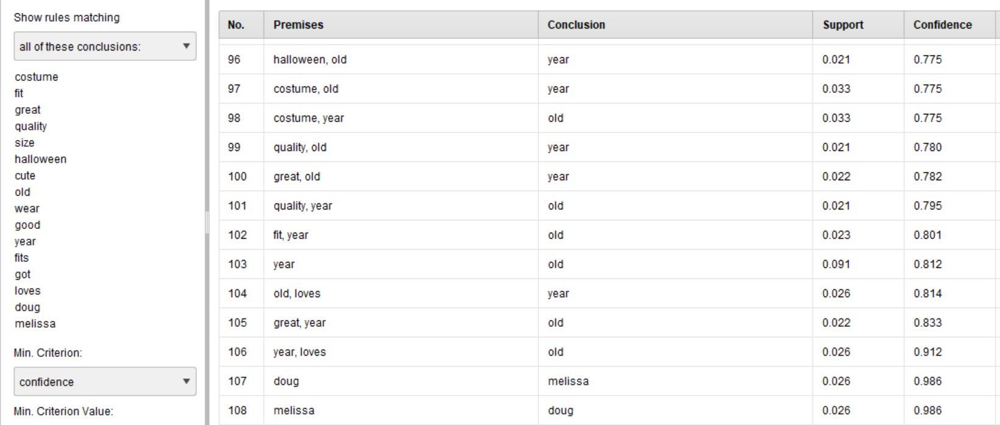 Show rules matching
all of these conclusions:
costume
fit
great
quality
size
halloween
cute
old
wear
good
year
fits
got
loves
doug
melissa
Min. Criterion:
confidence
Min. Criterion Value:
No. Premises Conclusion Support Confidence
96 halloween, old year 0.021 0.775
97 costume, old year 0.033 0.775
98 costume, year old 0.033 0.775
99 quality, old year 0.021 0.780
100 great, old year 0.022 0.782
101 quality, year old 0.021 0.795
102 fit, year old 0.023 0.801
103 year old 0.091 0.812
104 old, loves year 0.026 0.814
105 great, year old 0.022 0.833
106 year, loves old 0.026 0.912
107 doug melissa 0.026 0.986
108 melissa doug 0.026 0.986